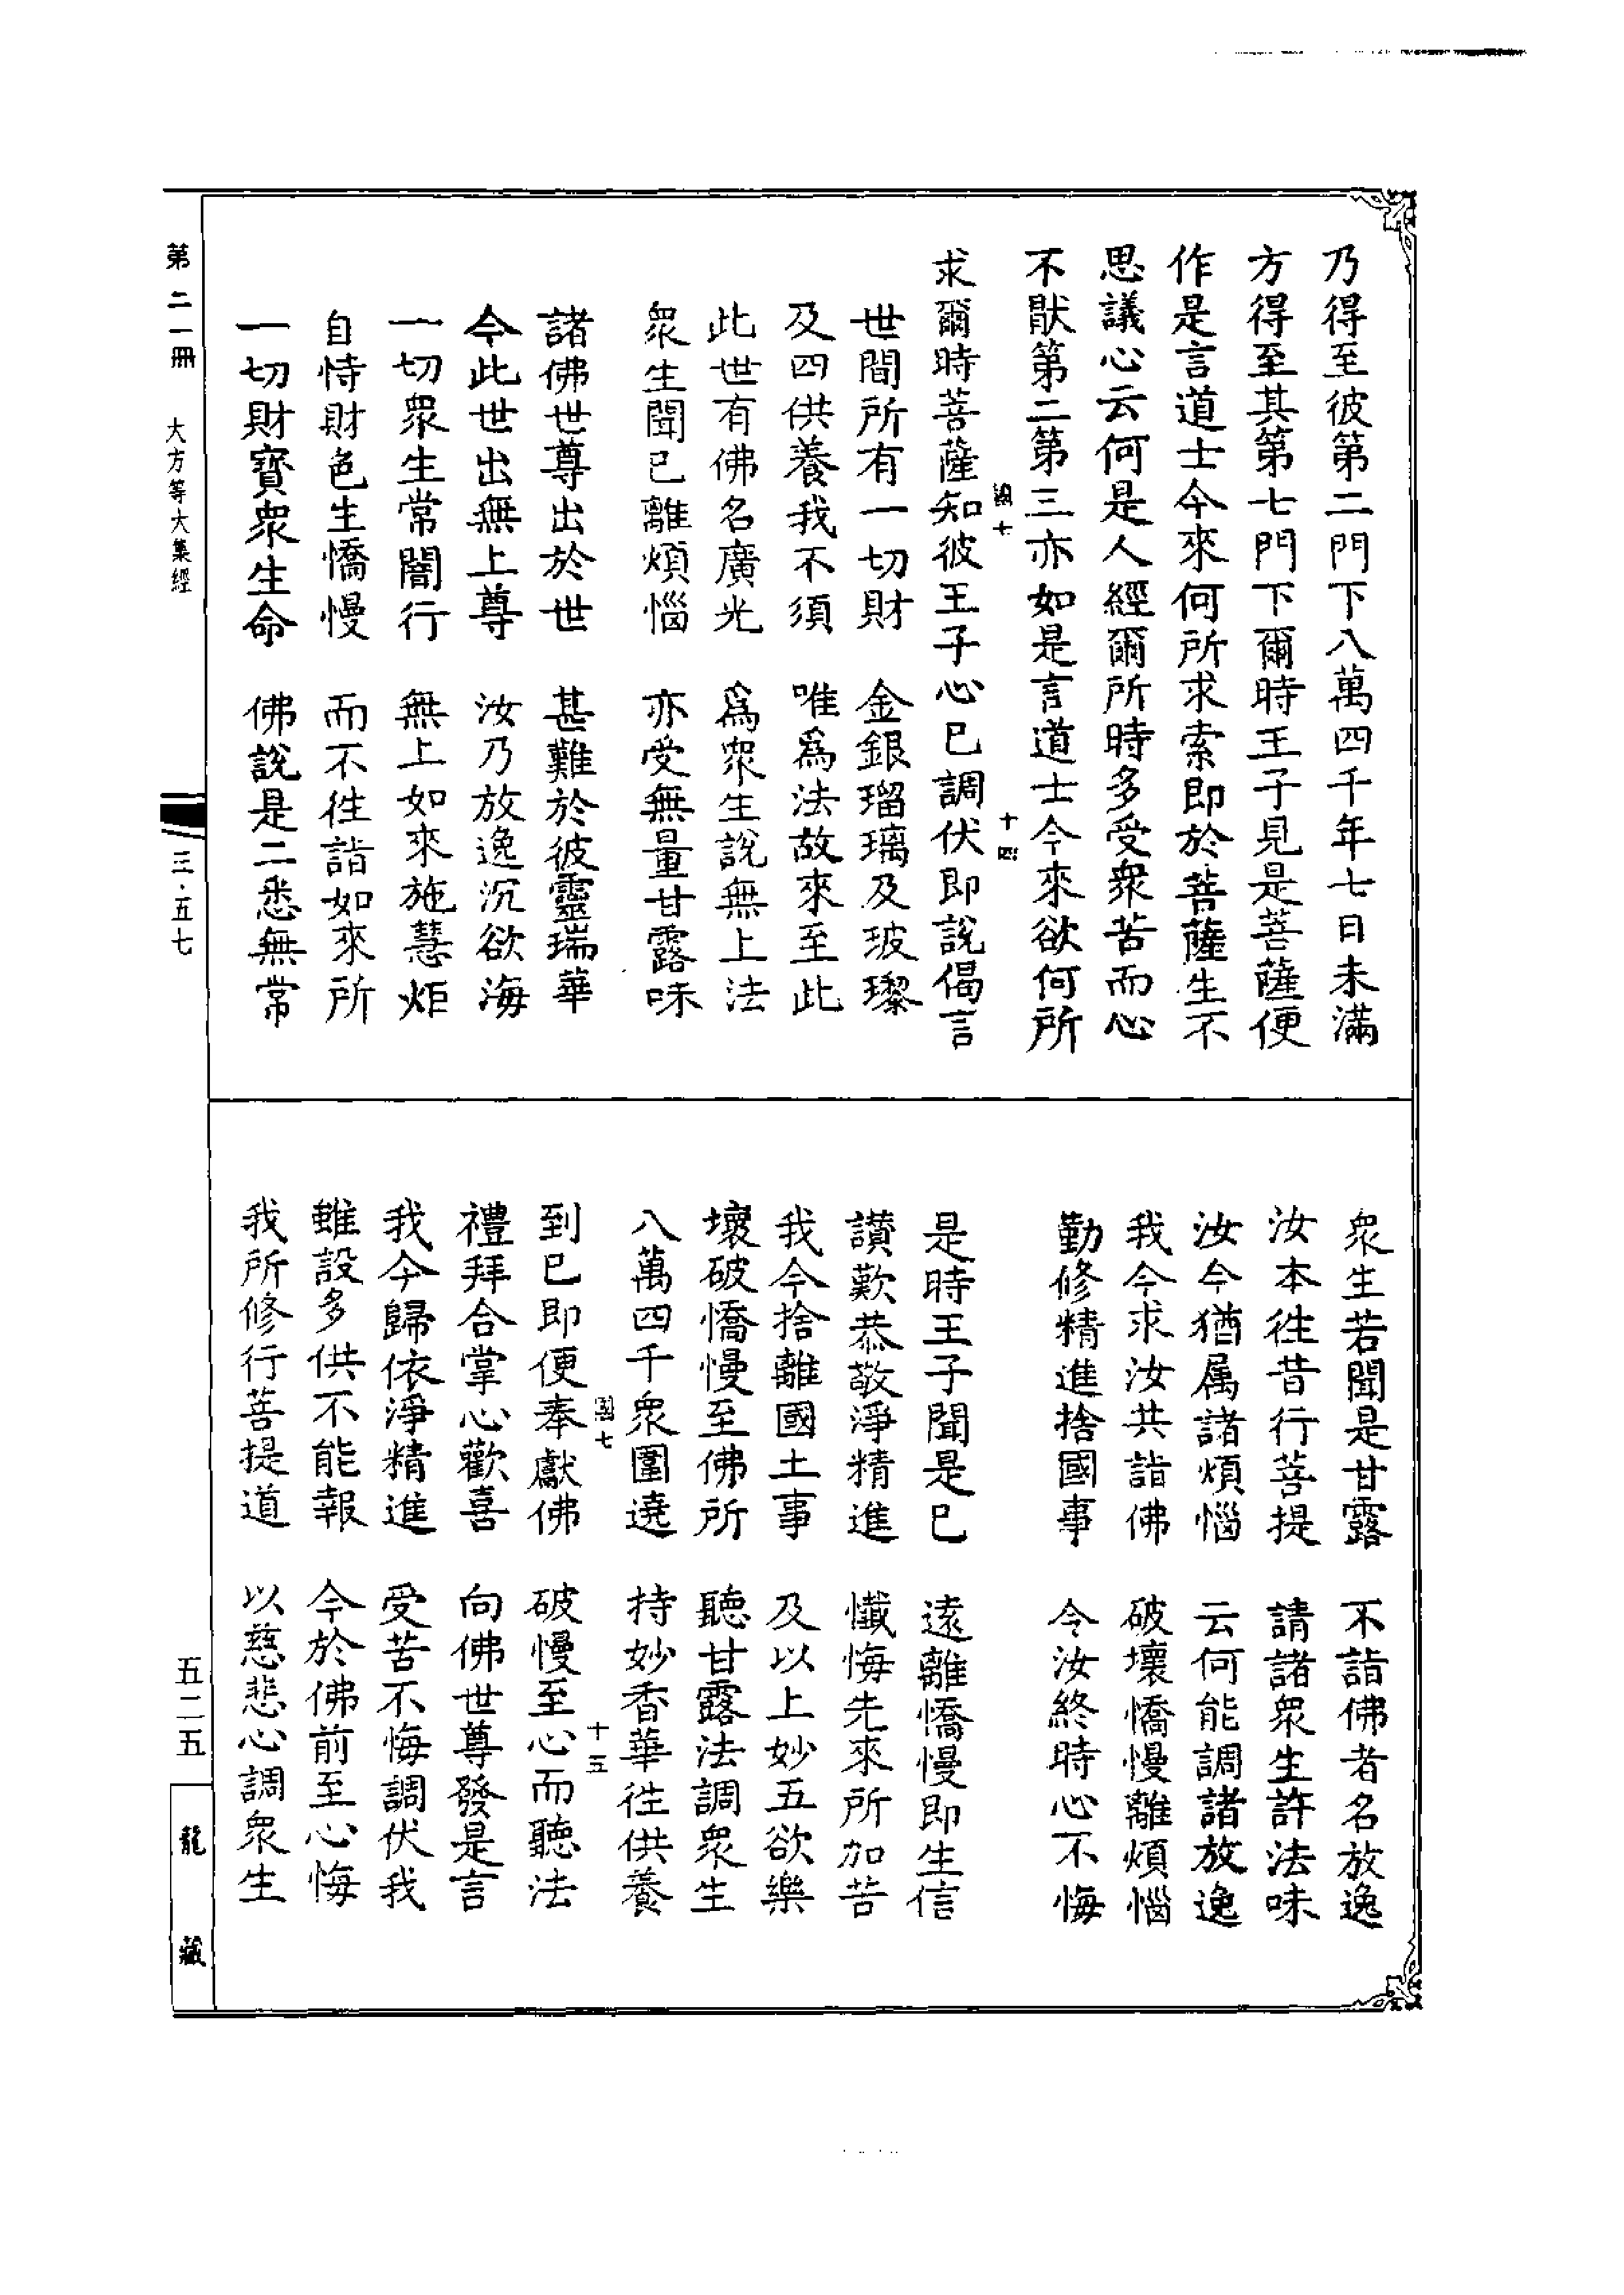 乃得至彼第二門下八萬四千年七日未滿
方得至其第七門下爾時王子見是菩薩便
作是言道士今來何所求索即於菩薩生不
思議心云何是人經爾所時多受衆苦而心
不猒第二第三亦如是言道士今來欲何所
十四
求爾時菩薩知彼王子心已調伏即說偈言
世間所有一切財　金銀瑠璃及玻瓈
及四供養我不須　唯爲法故來至此
此世有佛名廣光　爲衆生說無上法
衆生聞已離煩惱　亦受無量甘露味
諸佛世尊出於世　甚難於彼靈瑞華
今此世出無上尊　汝乃放逸沉欲海
一切衆生常闇行　無上如來施慧炬
自恃財色生憍慢　而不往詣如來所
一切財寶衆生命　佛說是二悉無常
衆生若聞是甘露　不詣佛者名放逸
汝本往昔行菩提　請諸衆生許法味
汝今猶属諸煩惱　云何能調諸放逸
我今求汝共詣佛　破壞憍慢離煩惱
勤修精進捨國事　令汝終時心不悔
是時王子聞是已　遠離憍慢即生信
讚歎恭敬淨精進　懺悔先來所加苦
我今捨離國土事　及以上妙五欲樂
壞破憍慢至佛所　聽甘露法調衆生
八萬四千衆圍遶　持妙香華往供養
十五
到已即便奉獻佛　破慢至心而聽法
禮拜合掌心歡喜　向佛世尊發是言
我今歸依淨精進　受苦不悔調伏我
雖設多供不能報　今於佛前至心悔
我所修行菩提道　以慈悲心調衆生
第二一冊　大方等大集經　三·五七
五二五　龍藏